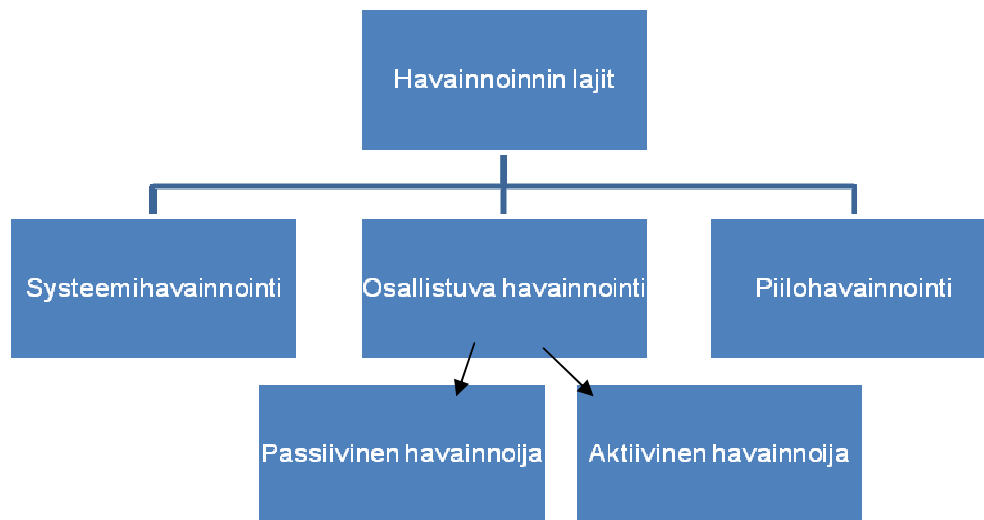 Havainnoinnin lajit
Systeemihavainnointi
Osallistuva havainnointi
Piilohavainnointi
Passiivinen havainnoija
Aktiivinen havainnoija